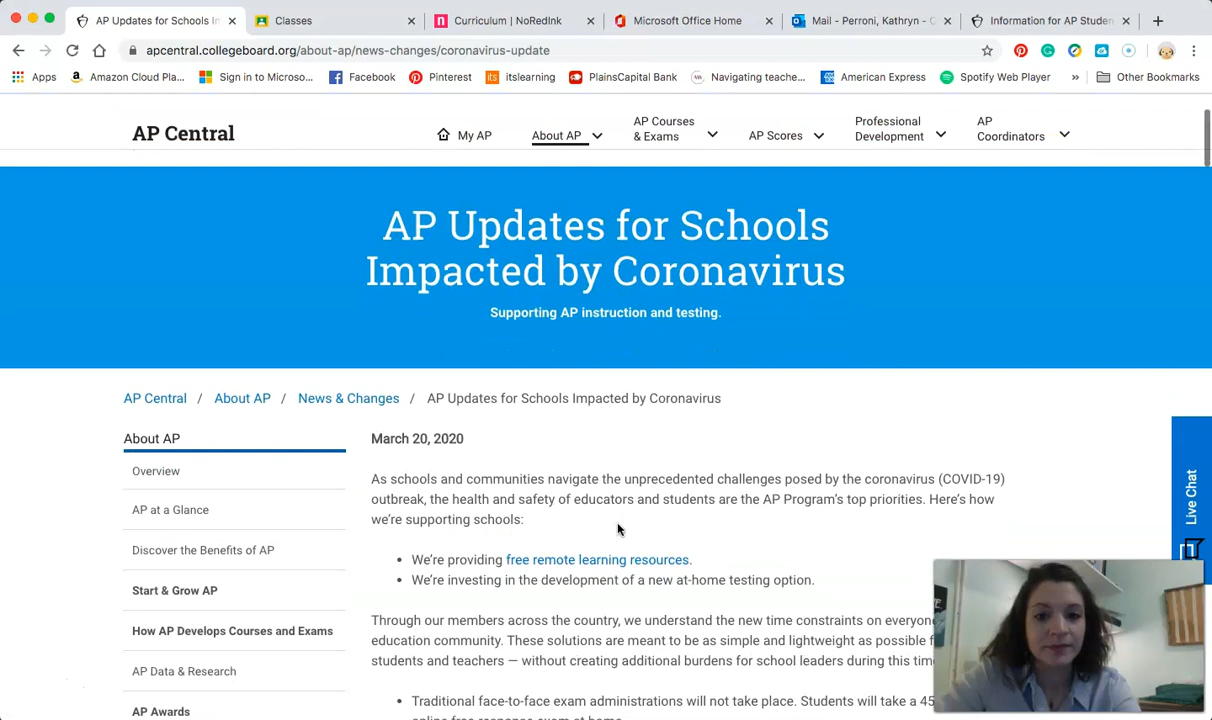 AP Updates for Schools In
Classes
Curriculum | NoRedInk
Microsoft Office Home
Mail - Perroni, Kathryn - O
Information for AP Studen
apcentral.collegeboard.org/about-ap/news-changes/coronavirus-update
Apps
Amazon Cloud Pla...
Sign in to Microso...
Facebook
Pinterest
itslearning
PlainsCapital Bank
Navigating teache...
American Express
Spotify Web Player
»
Other Bookmarks
AP Central
My AP
About AP
AP Courses
& Exams
AP Scores
Professional
Development
AP
Coordinators
AP Updates for Schools
Impacted by Coronavirus
Supporting AP instruction and testing.
AP Central / About AP / News & Changes / AP Updates for Schools Impacted by Coronavirus
About AP
Overview
AP at a Glance
Discover the Benefits of AP
Start & Grow AP
How AP Develops Courses and Exams
AP Data & Research
AP Awards
March 20, 2020
As schools and communities navigate the unprecedented challenges posed by the coronavirus (COVID-19)
outbreak, the health and safety of educators and students are the AP Program's top priorities. Here's how
we're supporting schools:
• We're providing free remote learning resources.
• We're investing in the development of a new at-home testing option.
Through our members across the country, we understand the new time constraints on everyone
education community. These solutions are meant to be as simple and lightweight as possible f
students and teachers — without creating additional burdens for school leaders during this tim
• Traditional face-to-face exam administrations will not take place. Students will take a 45
online free-response exam at home.
Live Chat